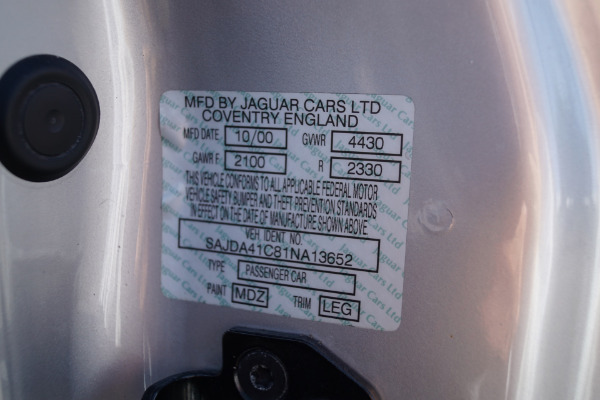 MFD BY JAGUAR CARS LTD
COVENTRY ENGLAND
MFD DATE 10/00 GVWR 4430
GAWR F 2100 R 2330
THIS VEHICLE CONFORMS TO ALL APPLICABLE FEDERAL MOTOR
VEHICLE SAFETY BUMPER AND THEFT PREVENTION STANDARDS
IN EFFECT ON THE DATE OF MANUFACTURE SHOWN ABOVE.
VEH. IDENT. NO.
SAJDA41C81NA13652
TYPE PASSENGER CAR
PAINT MDZ TRIM LEG